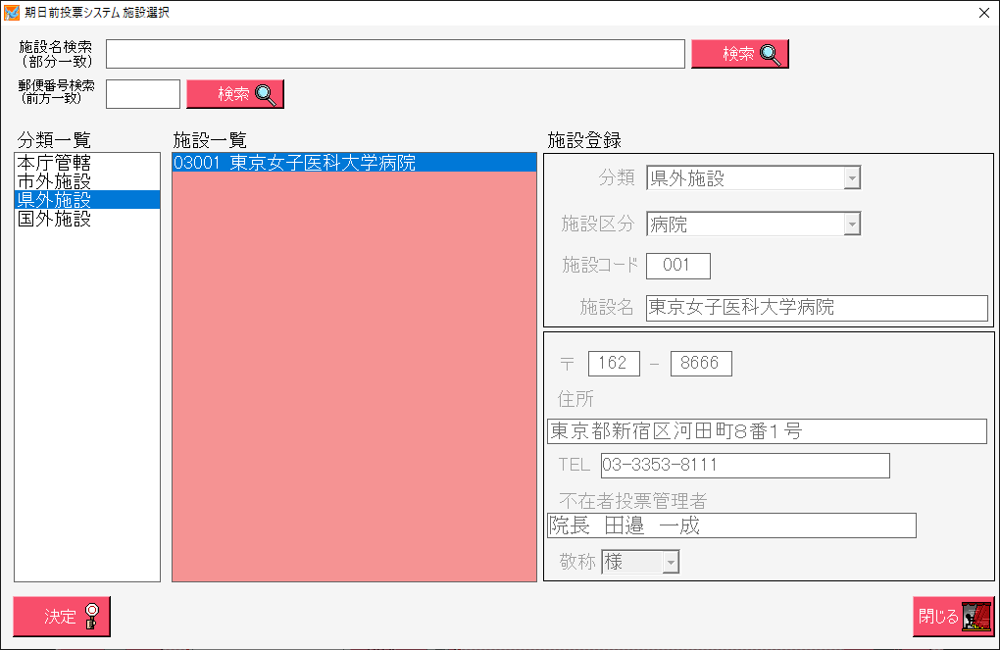 期日前投票システム 施設選択
施設名検索
（部分一致）
検索
郵便番号検索
（前方一致）
検索
分類一覧
本庁管轄
市外施設
県外施設
国外施設
施設一覧
03001 東京女子医科大学病院
施設登録
分類 県外施設
施設区分 病院
施設コード 001
施設名 東京女子医科大学病院
〒 162 － 8666
住所
東京都新宿区河田町８番１号
TEL 03-3353-8111
不在者投票管理者
院長　田邉　一成
敬称 様
決定
閉じる